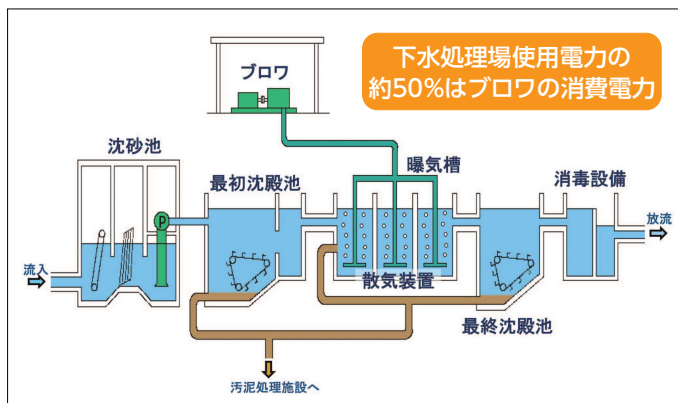 下水処理場使用電力の
約50%はブロワの消費電力
ブロワ
沈砂池
最初沈殿池
曝気槽
消毒設備
P
放流
流入
散気装置
最終沈殿池
汚泥処理施設へ